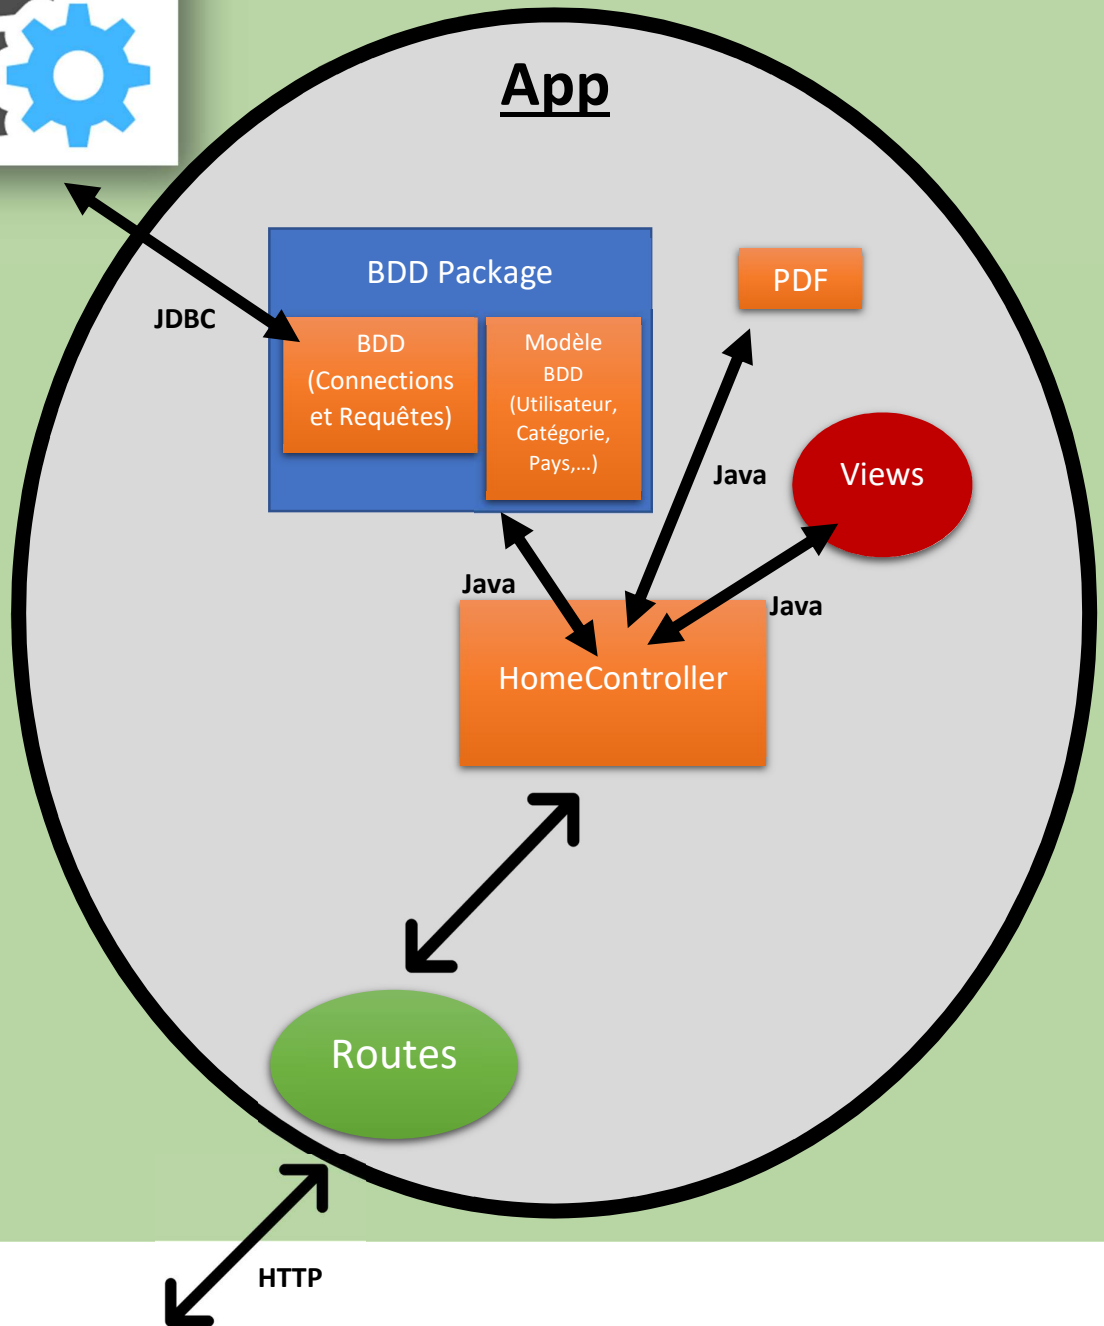 App
BDD Package
PDF
JDBC
BDD
(Connections
et Requêtes)
Modèle
BDD
(Utilisateur,
Catégorie,
Pays,...)
Java
Views
Java
Java
HomeController
Routes
HTTP